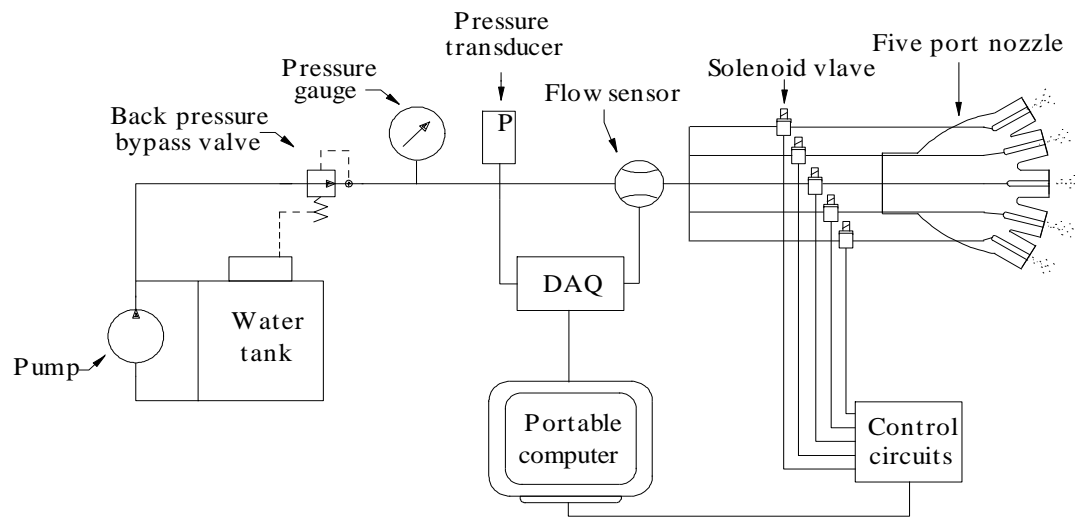 Pressure
transducer
Five port nozzle
Pressure
gauge
Solenoid vlave
Flow sensor
Back pressure
bypass valve
P
DAQ
Water
tank
Pump
Portable
computer
Control
circuits